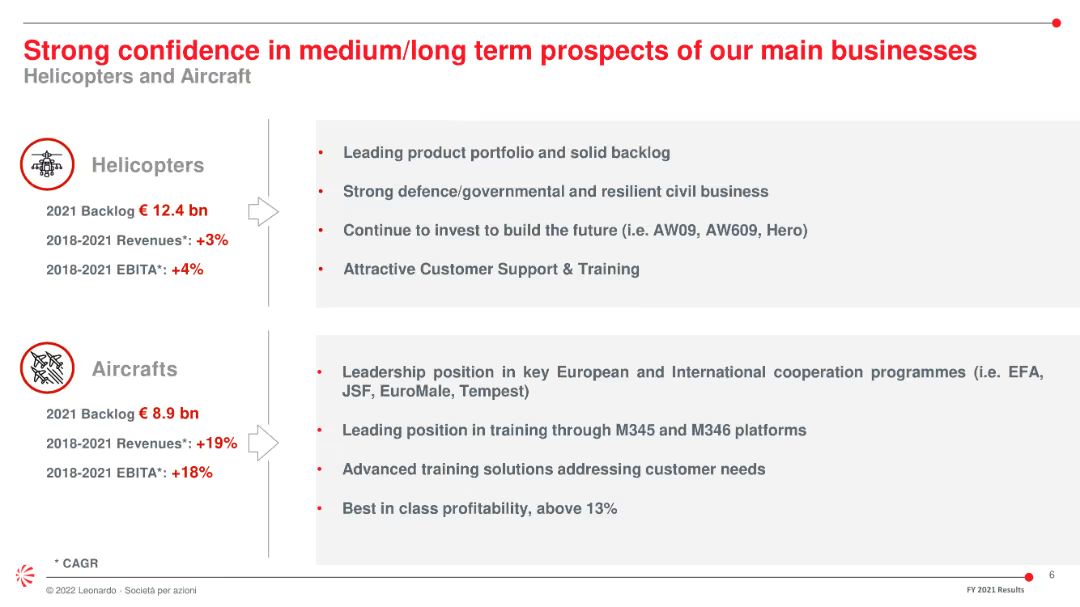 Strong confidence in medium/long term prospects of our main businesses
Helicopters and Aircraft
Helicopters
2021 Backlog € 12.4 bn
2018-2021 Revenues*: +3%
2018-2021 EBITA*: +4%
• Leading product portfolio and solid backlog
• Strong defence/governmental and resilient civil business
• Continue to invest to build the future (i.e. AW09, AW609, Hero)
• Attractive Customer Support & Training
Aircrafts
2021 Backlog € 8.9 bn
2018-2021 Revenues*: +19%
2018-2021 EBITA*: +18%
• Leadership position in key European and International cooperation programmes (i.e. EFA,
JSF, EuroMale, Tempest)
• Leading position in training through M345 and M346 platforms
• Advanced training solutions addressing customer needs
• Best in class profitability, above 13%
* CAGR
© 2022 Leonardo - Società per azioni
FY 2021 Results
6